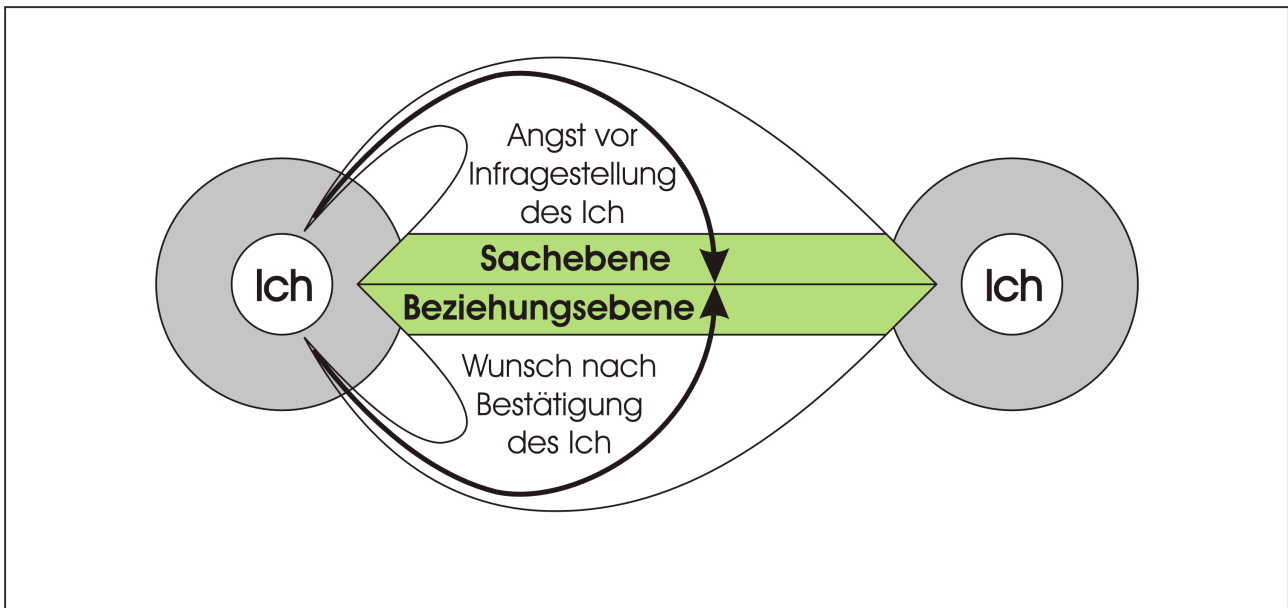 Angst vor
Infragestellung
des Ich
Sachebene
Ich
Ich
Beziehungsebene
Wunsch nach
Bestätigung
des Ich